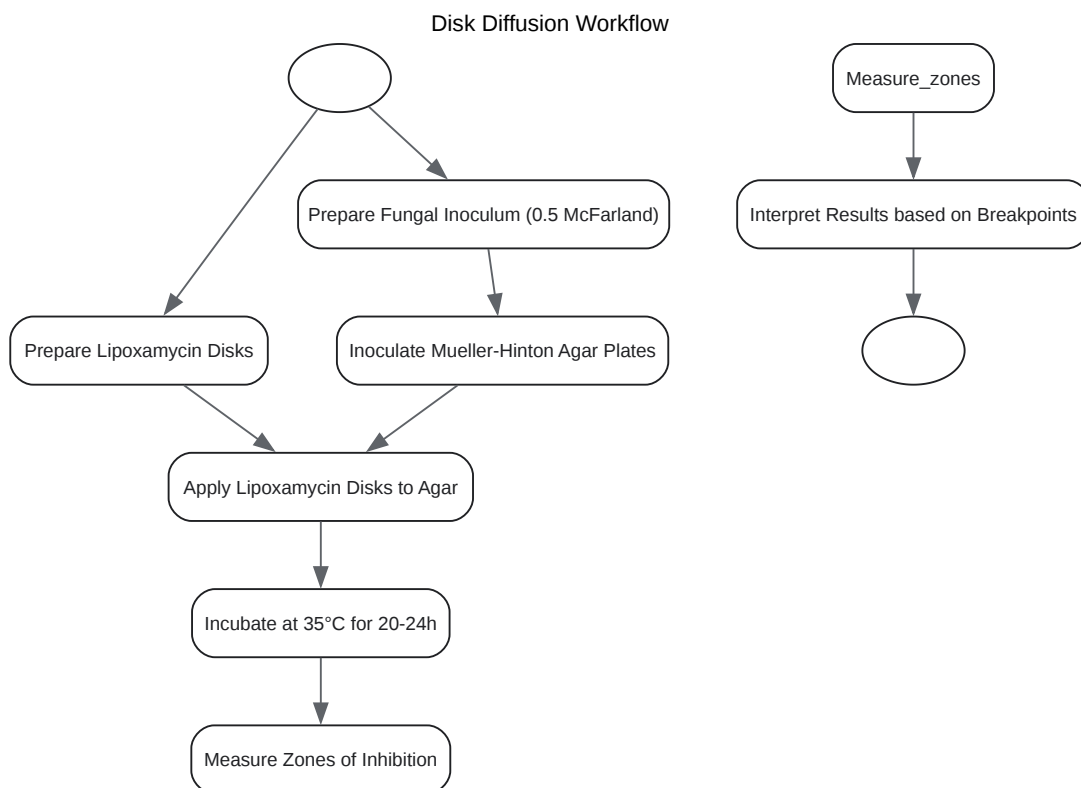 Disk Diffusion Workflow
Measure_zones
Prepare Fungal Inoculum (0.5 McFarland)
Interpret Results based on Breakpoints
Prepare Lipoxamycin Disks
Inoculate Mueller-Hinton Agar Plates
Apply Lipoxamycin Disks to Agar
Incubate at 35°C for 20-24h
Measure Zones of Inhibition